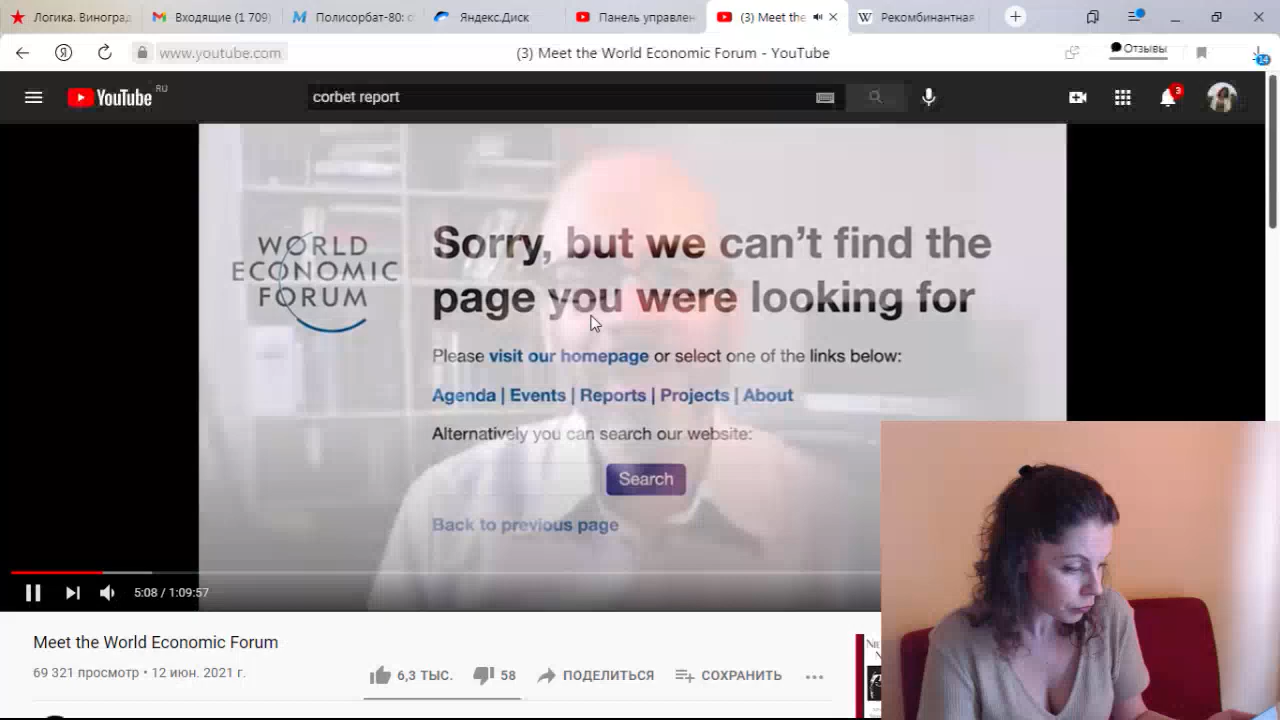 Логика. Виноград
Входящие (1 709)
Полисорбат-80: с
Яндекс.Диск
Панель управлен
(3) Meet the
Рекомбинантная
www.youtube.com
(3) Meet the World Economic Forum - YouTube
Отзывы
14
YouTube RU
corbet report
3
WORLD
ECONOMIC
FORUM
Sorry, but we can't find the
page you were looking for
Please visit our homepage or select one of the links below:
Agenda | Events | Reports | Projects | About
Alternatively you can search our website:
Search
Back to previous page
5:08 / 1:09:57
Meet the World Economic Forum
69 321 просмотр • 12 июн. 2021 г.
6,3 ТЫС.
58
ПОДЕЛИТЬСЯ
СОХРАНИТЬ